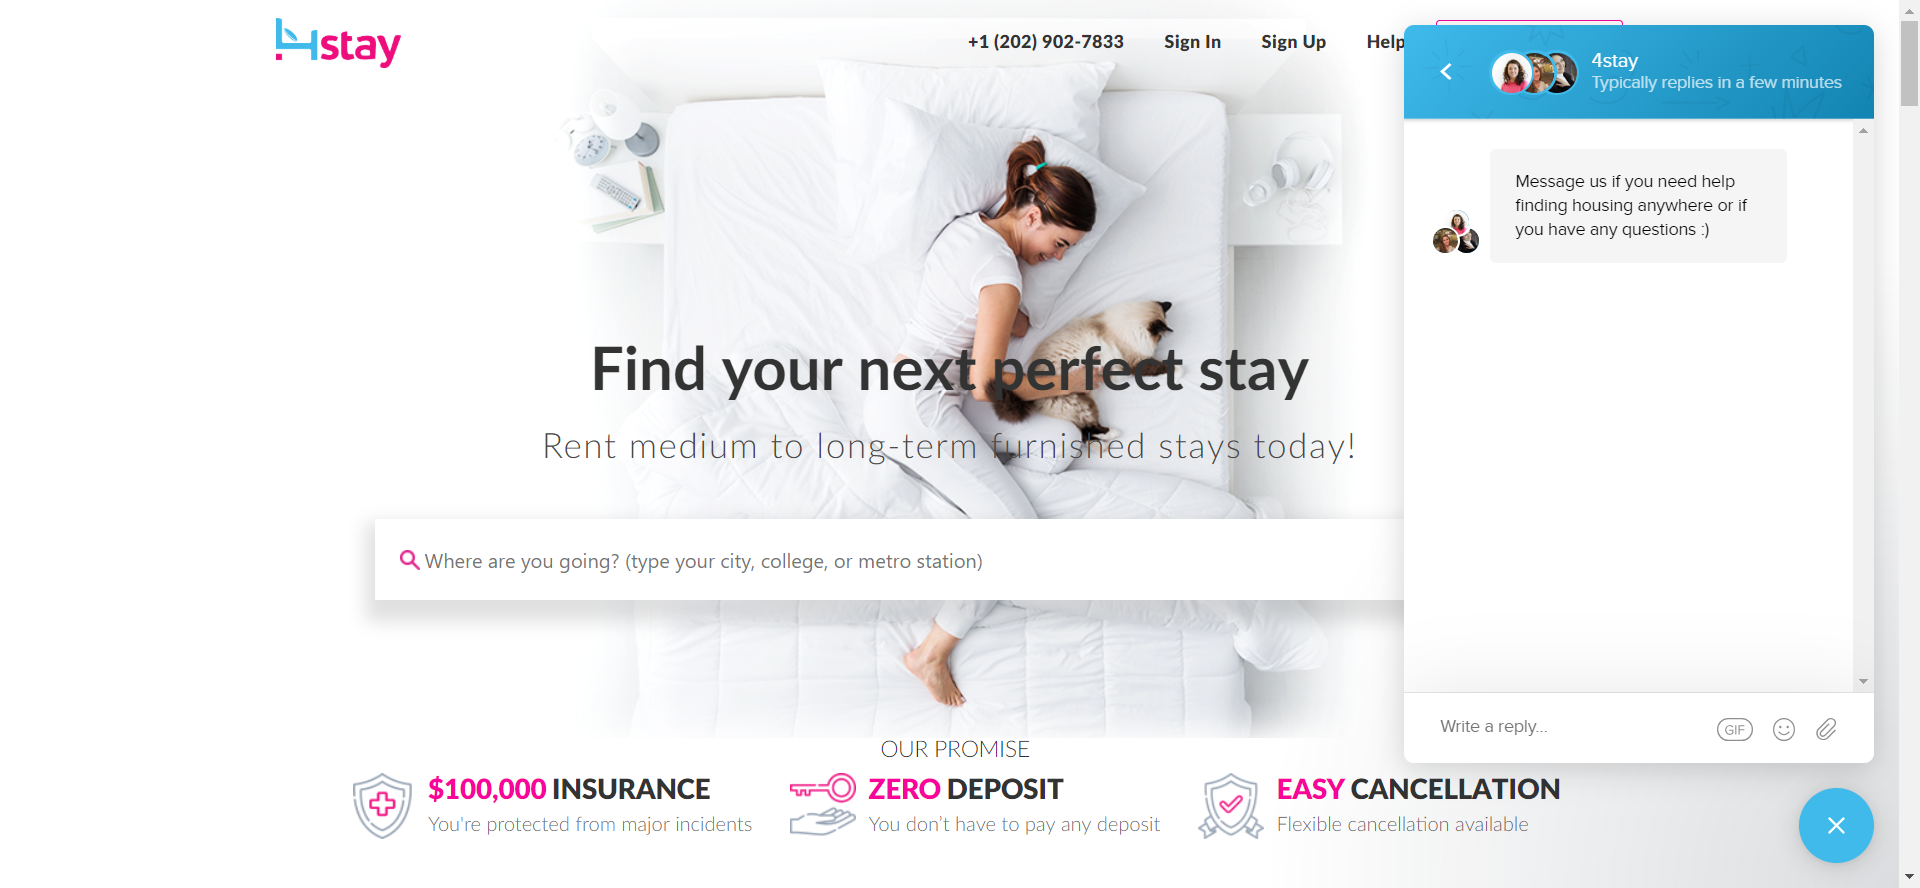 4stay
+1 (202) 902-7833
Sign In
Sign Up
Help
Find your next perfect stay
Rent medium to long-term furnished stays today!
Where are you going? (type your city, college, or metro station)
OUR PROMISE
$100,000 INSURANCE
You're protected from major incidents
ZERO DEPOSIT
You don’t have to pay any deposit
EASY CANCELLATION
Flexible cancellation available
4stay
Typically replies in a few minutes
Message us if you need help
finding housing anywhere or if
you have any questions :)
Write a reply...
GIF